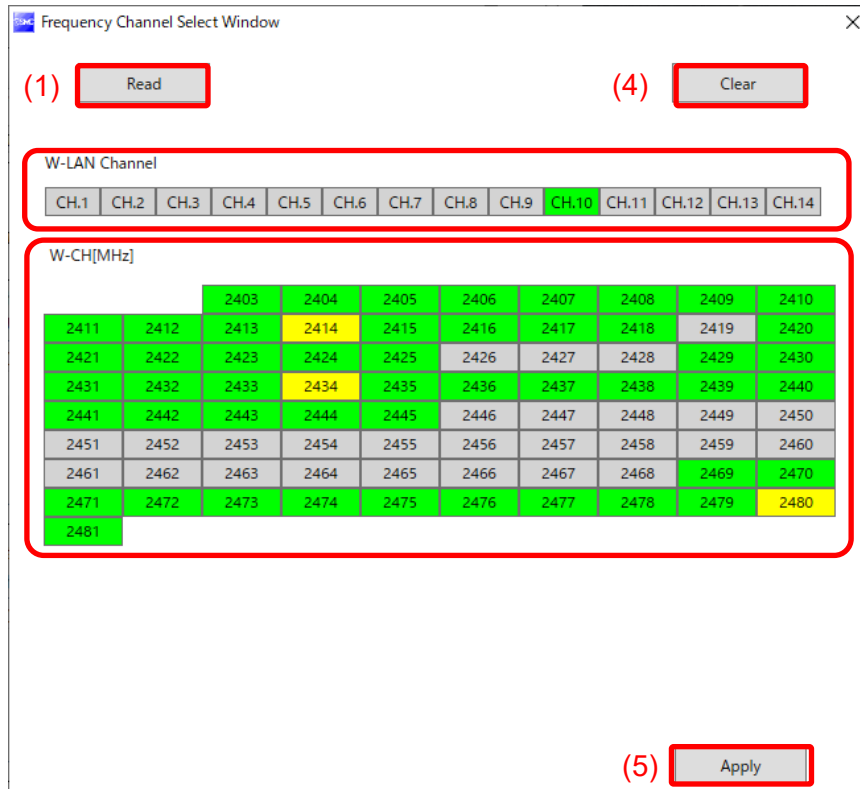 Frequency Channel Select Window
(1) Read (4) Clear
W-LAN Channel
CH.1 CH.2 CH.3 CH.4 CH.5 CH.6 CH.7 CH.8 CH.9 CH.10 CH.11 CH.12 CH.13 CH.14
W-CH[MHz]
2403 2404 2405 2406 2407 2408 2409 2410
2411 2412 2413 2414 2415 2416 2417 2418 2419 2420
2421 2422 2423 2424 2425 2426 2427 2428 2429 2430
2431 2432 2433 2434 2435 2436 2437 2438 2439 2440
2441 2442 2443 2444 2445 2446 2447 2448 2449 2450
2451 2452 2453 2454 2455 2456 2457 2458 2459 2460
2461 2462 2463 2464 2465 2466 2467 2468 2469 2470
2471 2472 2473 2474 2475 2476 2477 2478 2479 2480
2481
(5) Apply